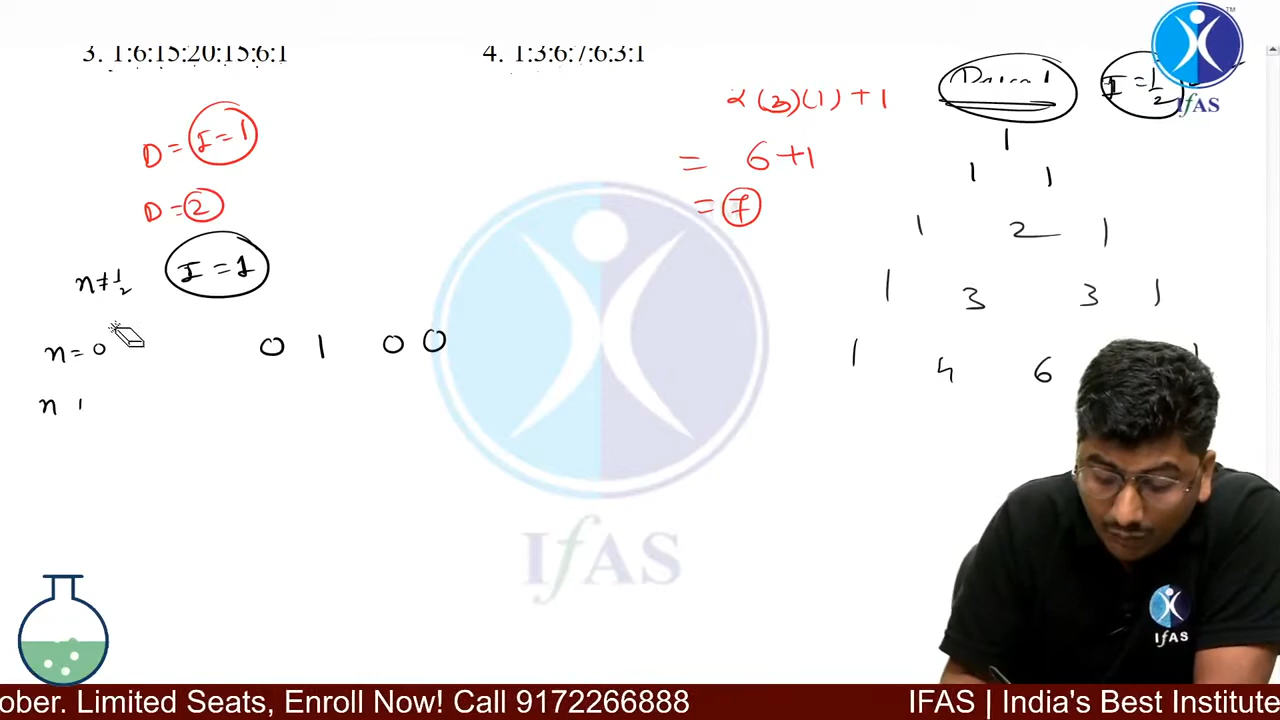 3. 1:6:15:20:15:6:1
4. 1:3:6:7:6:3:1
D = I = 1
D = 2
I = 1
n ≠ 1/2
n = 0
0 1 0 0
n
2 (3)(1) + 1
= 6 + 1
= 7
I = 1/2
1
1 1
1 2 1
1 3 3 1
1 4 6 1
IfAS
TM
IfAS
IfAS
ober. Limited Seats, Enroll Now! Call 9172266888
IFAS | India's Best Institute